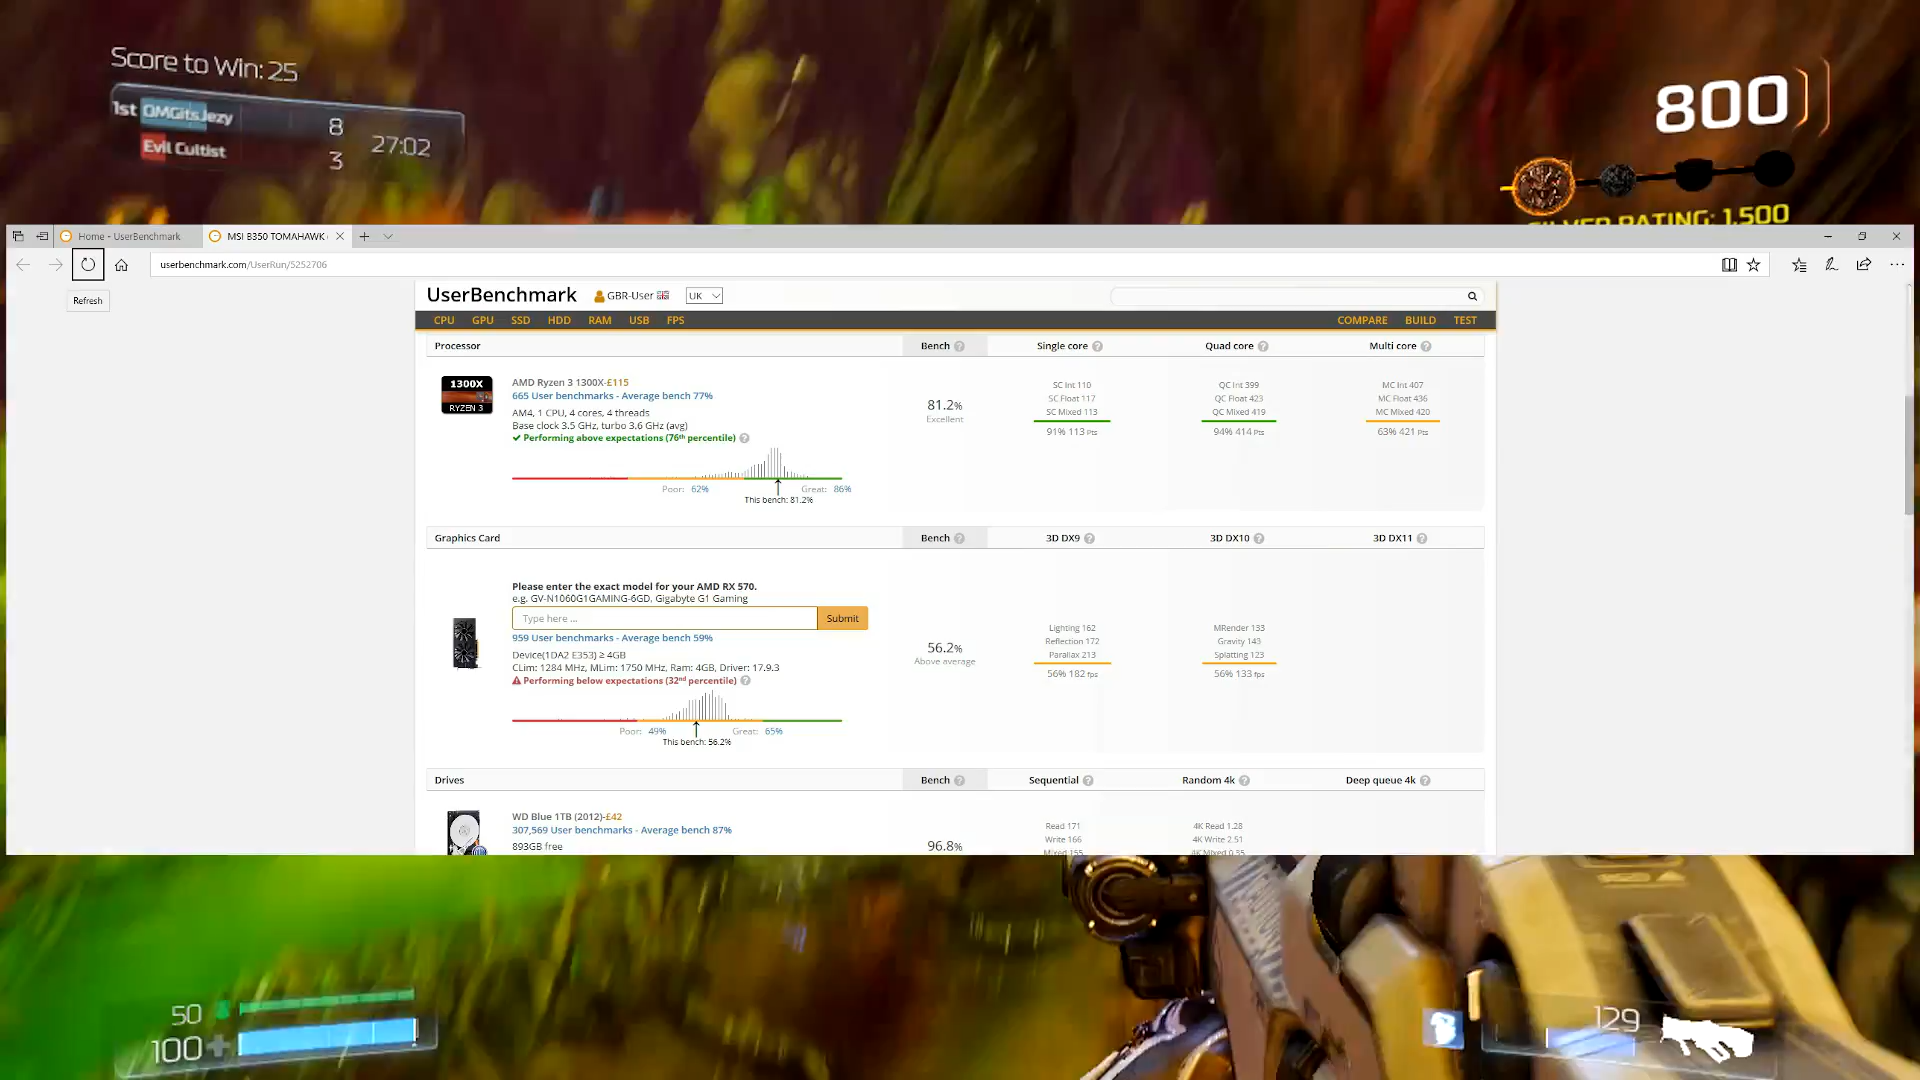 Score to Win: 25
1st OMGitsJezy 8
Evil Cultist 3
27:02
800
SILVER RATING: 1,500
Home - UserBenchmark
MSI B350 TOMAHAWK
userbenchmark.com/UserRun/5252706
Refresh
UserBenchmark GBR-User UK
CPU GPU SSD HDD RAM USB FPS COMPARE BUILD TEST
Processor Bench ? Single core ? Quad core ? Multi core ?
1300X
RYZEN 3
AMD Ryzen 3 1300X-£115
665 User benchmarks - Average bench 77%
AM4, 1 CPU, 4 cores, 4 threads
Base clock 3.5 GHz, turbo 3.6 GHz (avg)
Performing above expectations (76th percentile) ?
Poor: 62% Great: 86%
This bench: 81.2%
81.2%
Excellent
SC Int 110
SC Float 117
SC Mixed 113
91% 113 Pts
QC Int 399
QC Float 423
QC Mixed 419
94% 414 Pts
MC Int 407
MC Float 436
MC Mixed 420
63% 421 Pts
Graphics Card Bench ? 3D DX9 ? 3D DX10 ? 3D DX11 ?
Please enter the exact model for your AMD RX 570.
e.g. GV-N1060G1GAMING-6GD, Gigabyte G1 Gaming
Type here ... Submit
959 User benchmarks - Average bench 59%
Device(1DA2 E353) ≥ 4GB
CLim: 1284 MHz, MLim: 1750 MHz, Ram: 4GB, Driver: 17.9.3
Performing below expectations (32nd percentile) ?
Poor: 49% Great: 65%
This bench: 56.2%
56.2%
Above average
Lighting 162
Reflection 172
Parallax 213
56% 182 fps
MRender 133
Gravity 143
Splatting 123
56% 133 fps
Drives Bench ? Sequential ? Random 4k ? Deep queue 4k ?
WD Blue 1TB (2012)-£42
307,569 User benchmarks - Average bench 87%
893GB free
96.8%
Read 171
Write 166
Mixed 155
4K Read 1.28
4K Write 2.51
4K Mixed 0.35
50
100
129